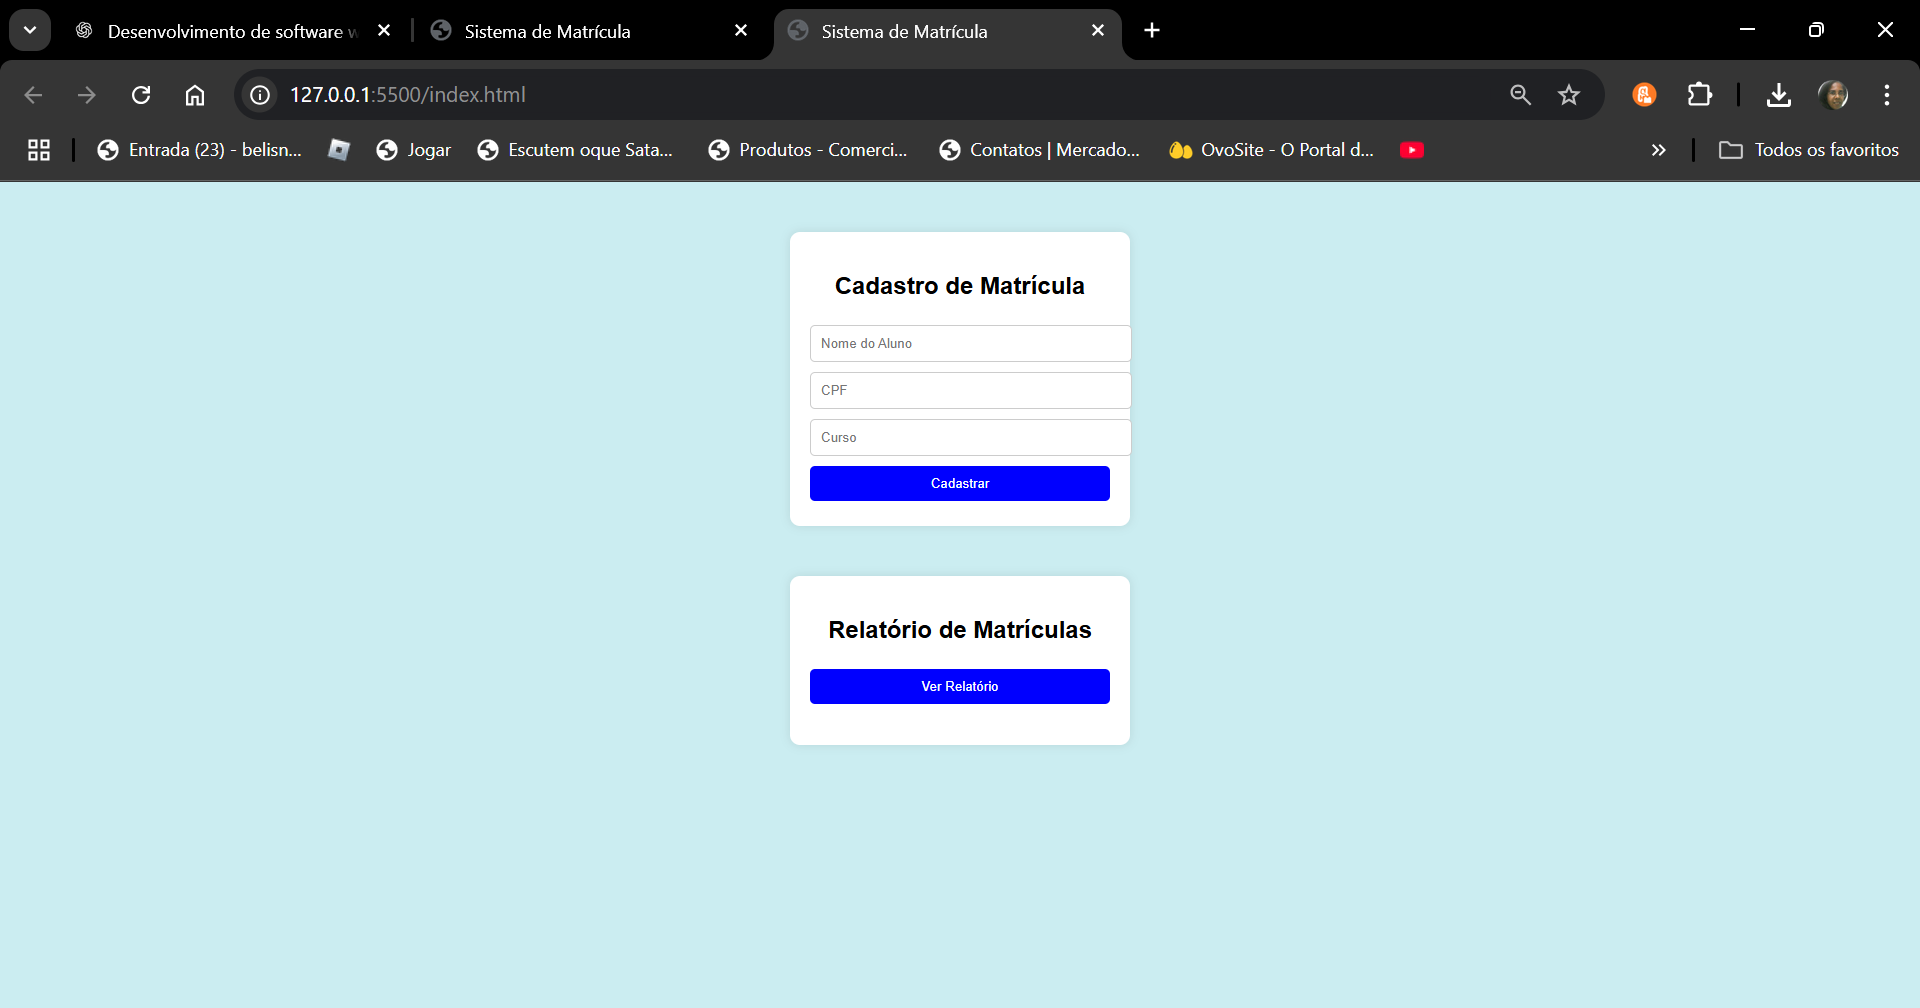 Desenvolvimento de software w
Sistema de Matrícula
Sistema de Matrícula
127.0.0.1:5500/index.html
Entrada (23) - belisn...
Jogar
Escutem oque Sata...
Produtos - Comerci...
Contatos | Mercado...
OvoSite - O Portal d...
Todos os favoritos
Cadastro de Matrícula
Nome do Aluno
CPF
Curso
Cadastrar
Relatório de Matrículas
Ver Relatório